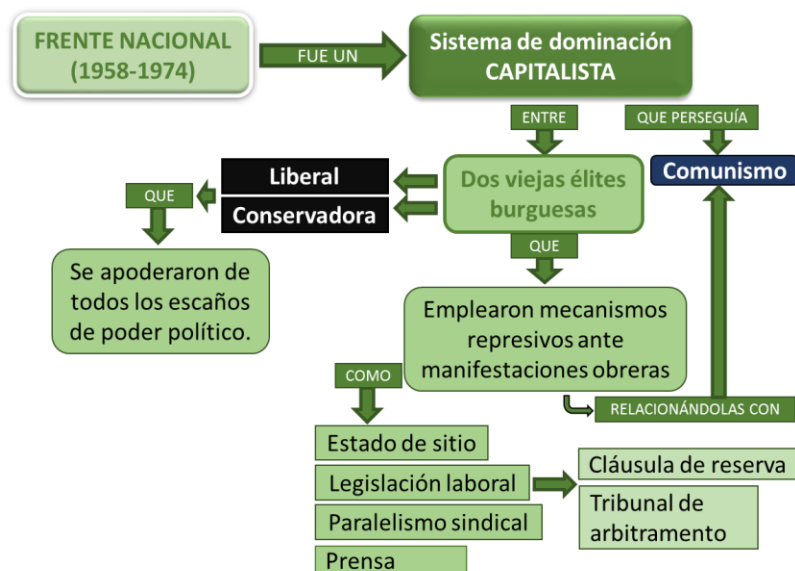 FRENTE NACIONAL
(1958-1974)
FUE UN
Sistema de dominación
CAPITALISTA
ENTRE
QUE PERSEGUÍA
Dos viejas élites
burguesas
Comunismo
Liberal
Conservadora
QUE
Se apoderaron de
todos los escaños
de poder político.
QUE
Emplearon mecanismos
represivos ante
manifestaciones obreras
RELACIONÁNDOLAS CON
COMO
Estado de sitio
Legislación laboral
Paralelismo sindical
Prensa
Cláusula de reserva
Tribunal de
arbitramento